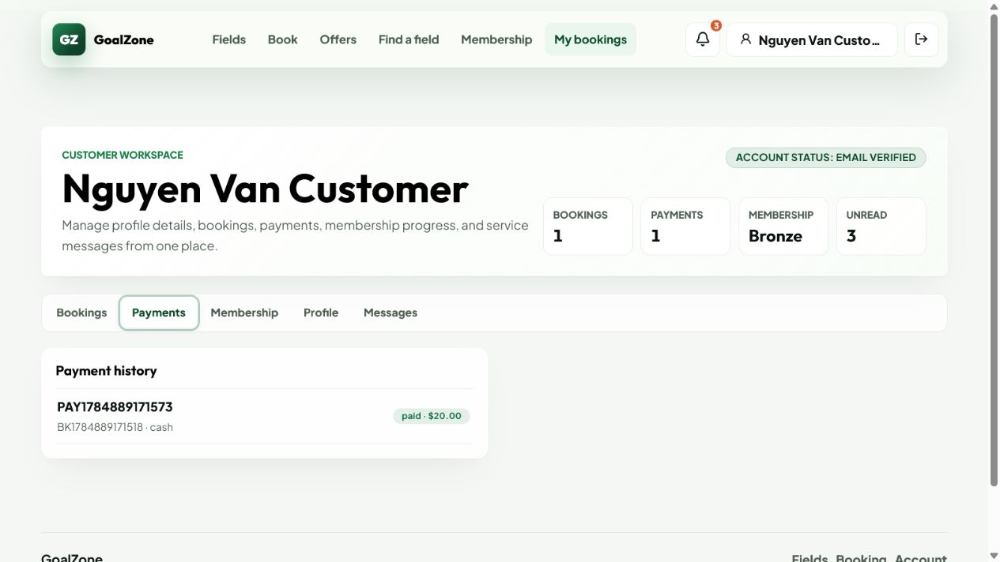 GZ GoalZone Fields Book Offers Find a field Membership My bookings 3 Nguyen Van Custo...
CUSTOMER WORKSPACE
ACCOUNT STATUS: EMAIL VERIFIED
Nguyen Van Customer
Manage profile details, bookings, payments, membership progress, and service
messages from one place.
BOOKINGS
1
PAYMENTS
1
MEMBERSHIP
Bronze
UNREAD
3
Bookings Payments Membership Profile Messages
Payment history
PAY1784889171573
BK1784889171518 · cash
paid · $20.00
GoalZone Fields Booking Account